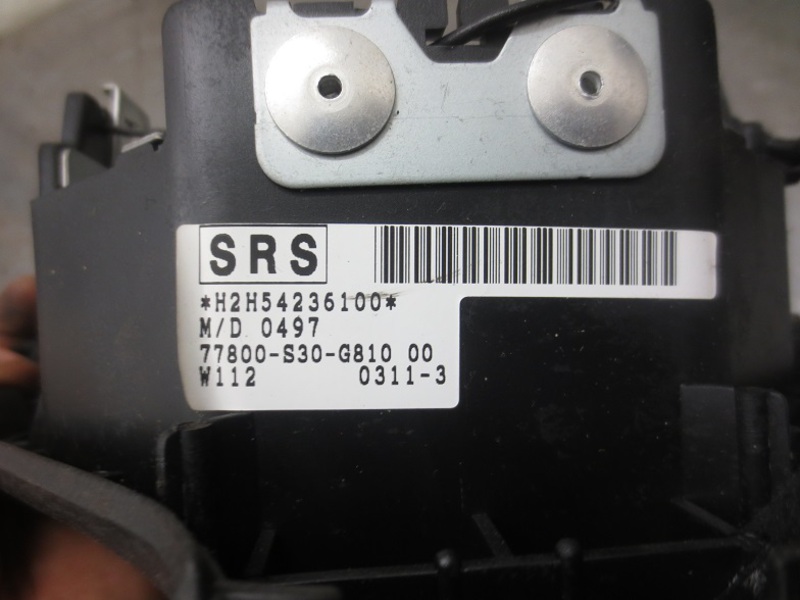 SRS
*H2H54236100*
M/D 0497
77800-S30-G810 00
W112 0311-3